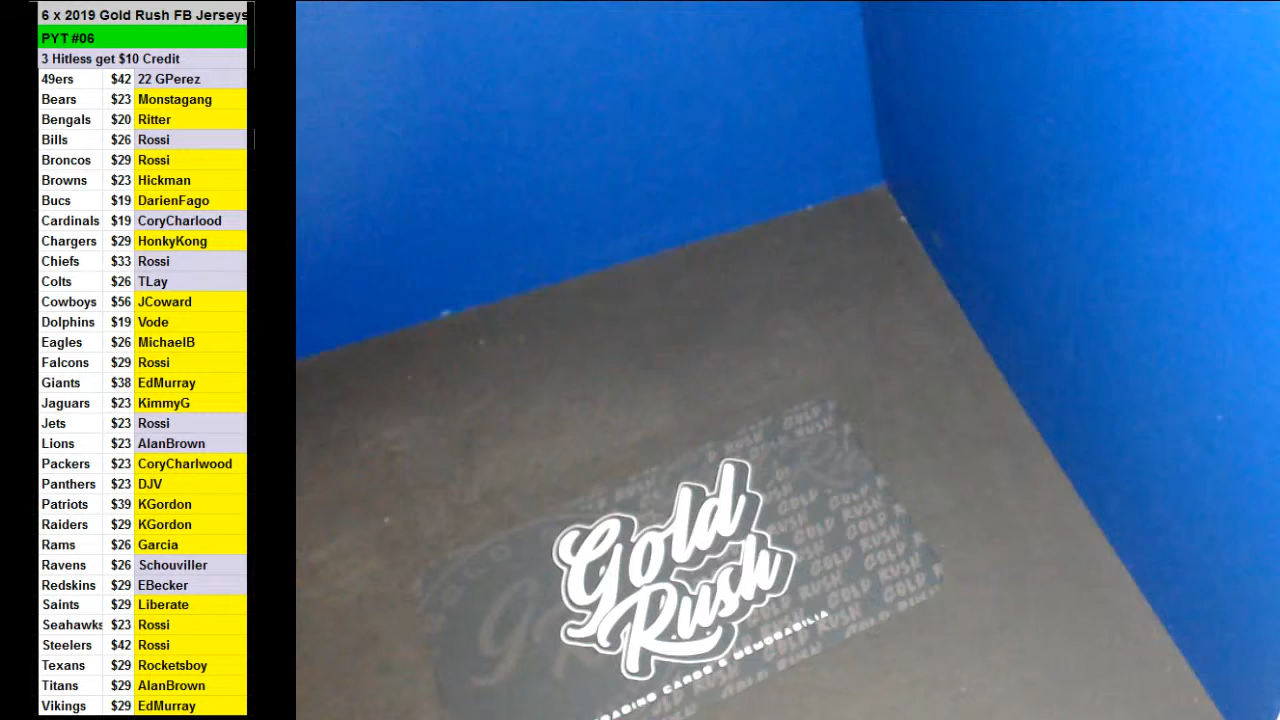 6 x 2019 Gold Rush FB Jerseys
PYT #06
3 Hitless get $10 Credit
49ers $42 22 GPerez
Bears $23 Monstagang
Bengals $20 Ritter
Bills $26 Rossi
Broncos $29 Rossi
Browns $23 Hickman
Bucs $19 DarienFago
Cardinals $19 CoryCharlood
Chargers $29 HonkyKong
Chiefs $33 Rossi
Colts $26 TLay
Cowboys $56 JCoward
Dolphins $19 Vode
Eagles $26 MichaelB
Falcons $29 Rossi
Giants $38 EdMurray
Jaguars $23 KimmyG
Jets $23 Rossi
Lions $23 AlanBrown
Packers $23 CoryCharlwood
Panthers $23 DJV
Patriots $39 KGordon
Raiders $29 KGordon
Rams $26 Garcia
Ravens $26 Schouviller
Redskins $29 EBecker
Saints $29 Liberate
Seahawks $23 Rossi
Steelers $42 Rossi
Texans $29 Rocketsboy
Titans $29 AlanBrown
Vikings $29 EdMurray
Gold
Rush
TRADING CARDS & MEMORABILIA